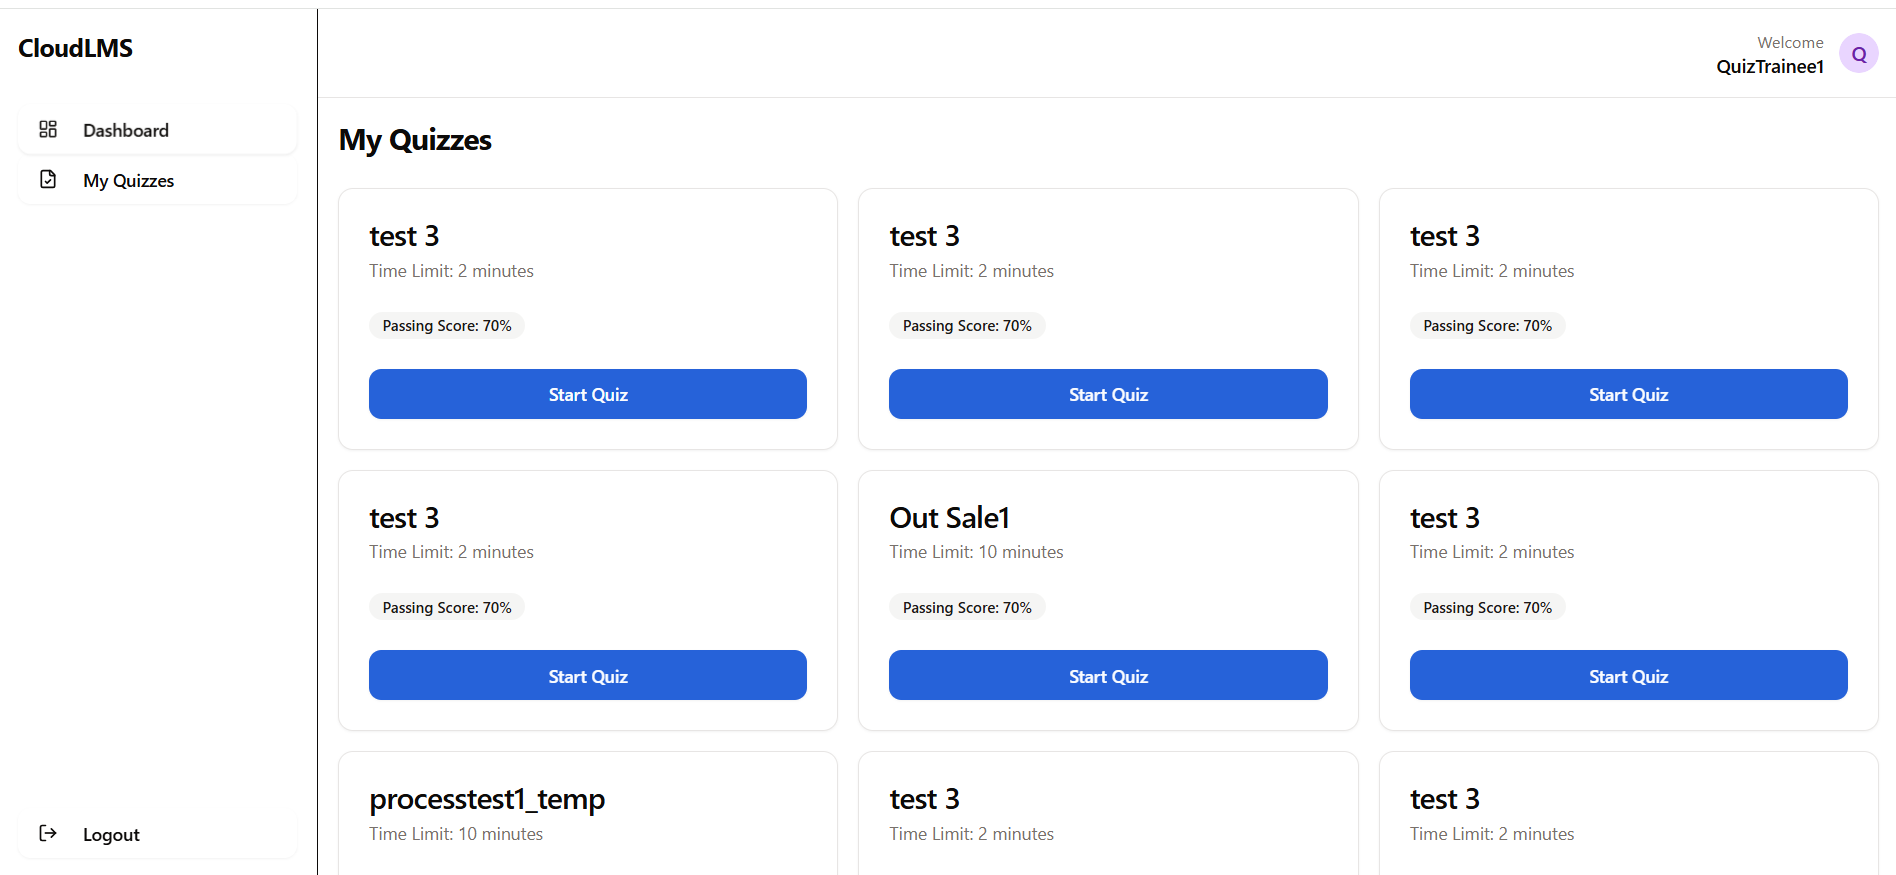 CloudLMS
Dashboard
My Quizzes
Logout
Welcome
QuizTrainee1
Q
My Quizzes
test 3
Time Limit: 2 minutes
Passing Score: 70%
Start Quiz
test 3
Time Limit: 2 minutes
Passing Score: 70%
Start Quiz
test 3
Time Limit: 2 minutes
Passing Score: 70%
Start Quiz
test 3
Time Limit: 2 minutes
Passing Score: 70%
Start Quiz
Out Sale1
Time Limit: 10 minutes
Passing Score: 70%
Start Quiz
test 3
Time Limit: 2 minutes
Passing Score: 70%
Start Quiz
processtest1_temp
Time Limit: 10 minutes
test 3
Time Limit: 2 minutes
test 3
Time Limit: 2 minutes